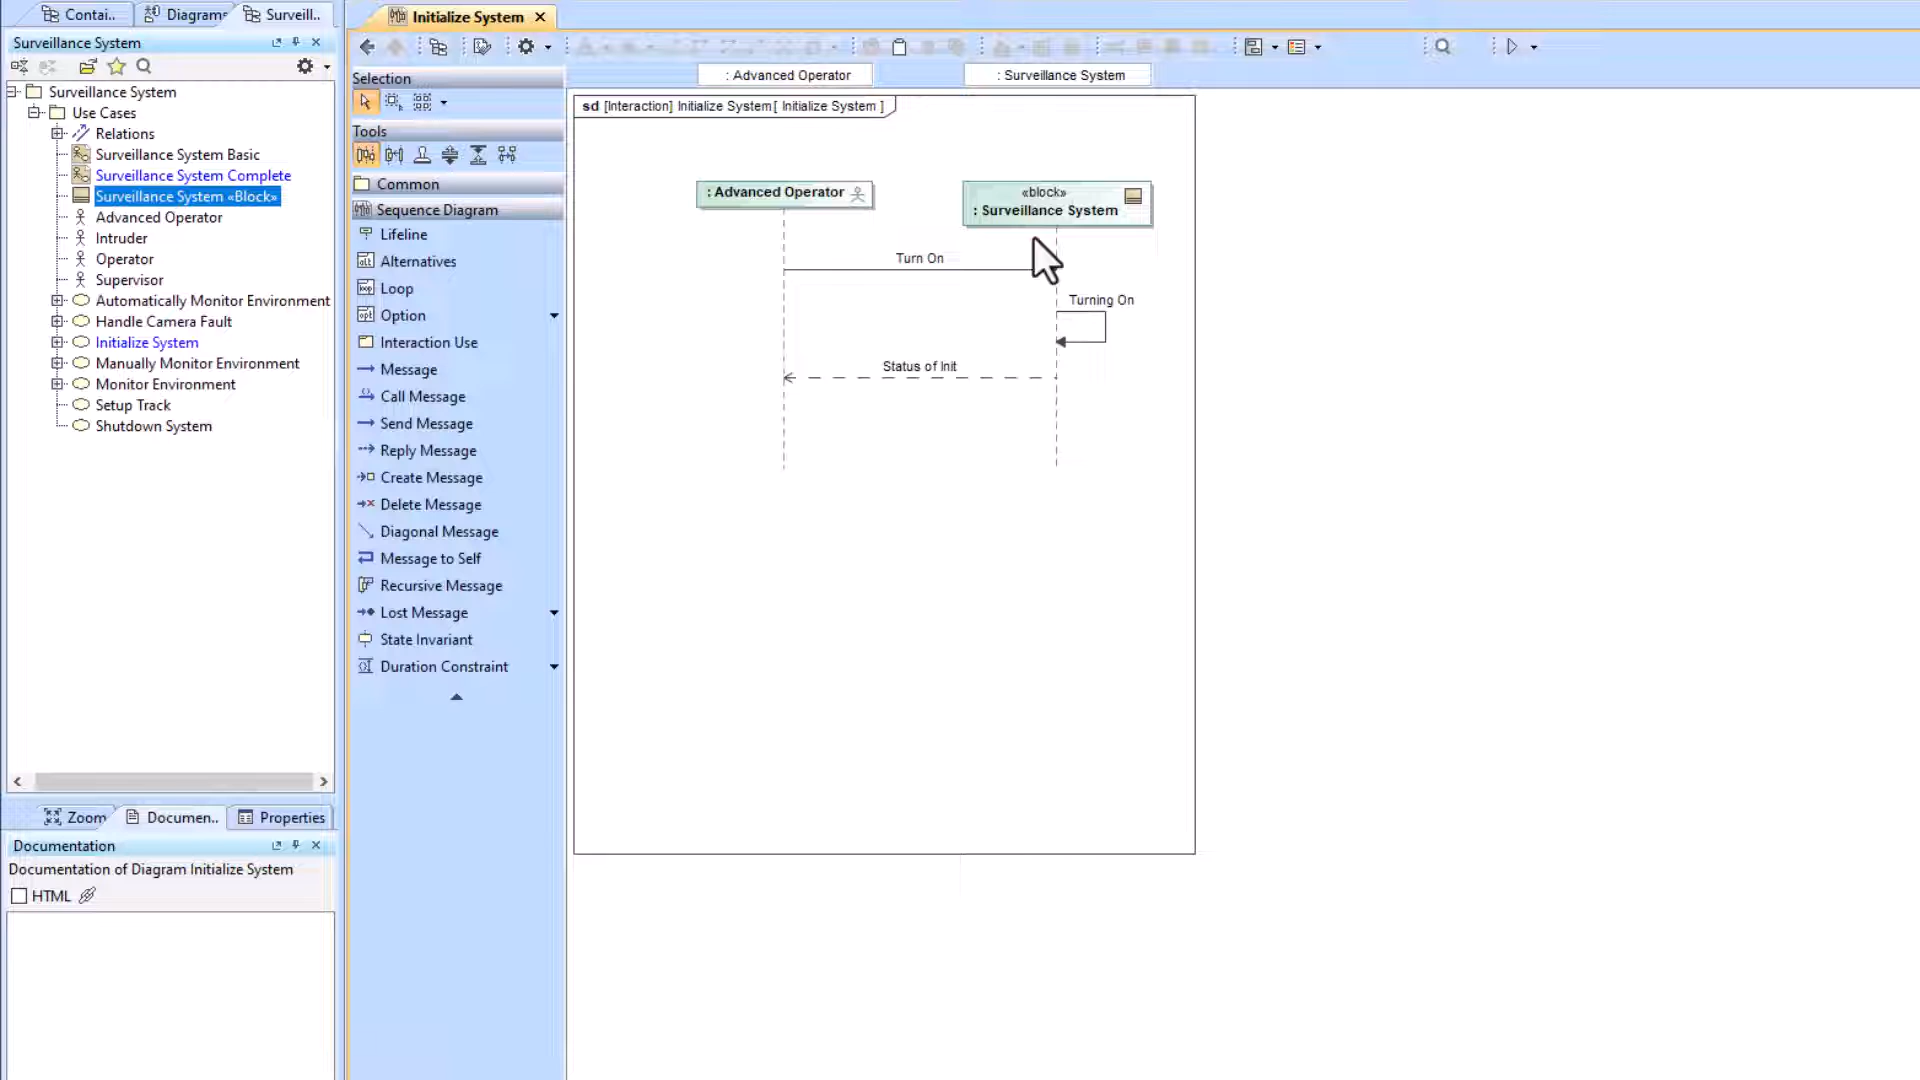 Contai..
Diagrams
Surveill..
Surveillance System
Surveillance System
Use Cases
Relations
Surveillance System Basic
Surveillance System Complete
Surveillance System «Block»
Advanced Operator
Intruder
Operator
Supervisor
Automatically Monitor Environment
Handle Camera Fault
Initialize System
Manually Monitor Environment
Monitor Environment
Setup Track
Shutdown System
Zoom
Documen..
Properties
Documentation
Documentation of Diagram Initialize System
HTML
Initialize System
Selection
Tools
Common
Sequence Diagram
Lifeline
Alternatives
Loop
Option
Interaction Use
Message
Call Message
Send Message
Reply Message
Create Message
Delete Message
Diagonal Message
Message to Self
Recursive Message
Lost Message
State Invariant
Duration Constraint
: Advanced Operator
: Surveillance System
sd [Interaction] Initialize System[ Initialize System ]
: Advanced Operator
«block»
: Surveillance System
Turn On
Turning On
Status of Init